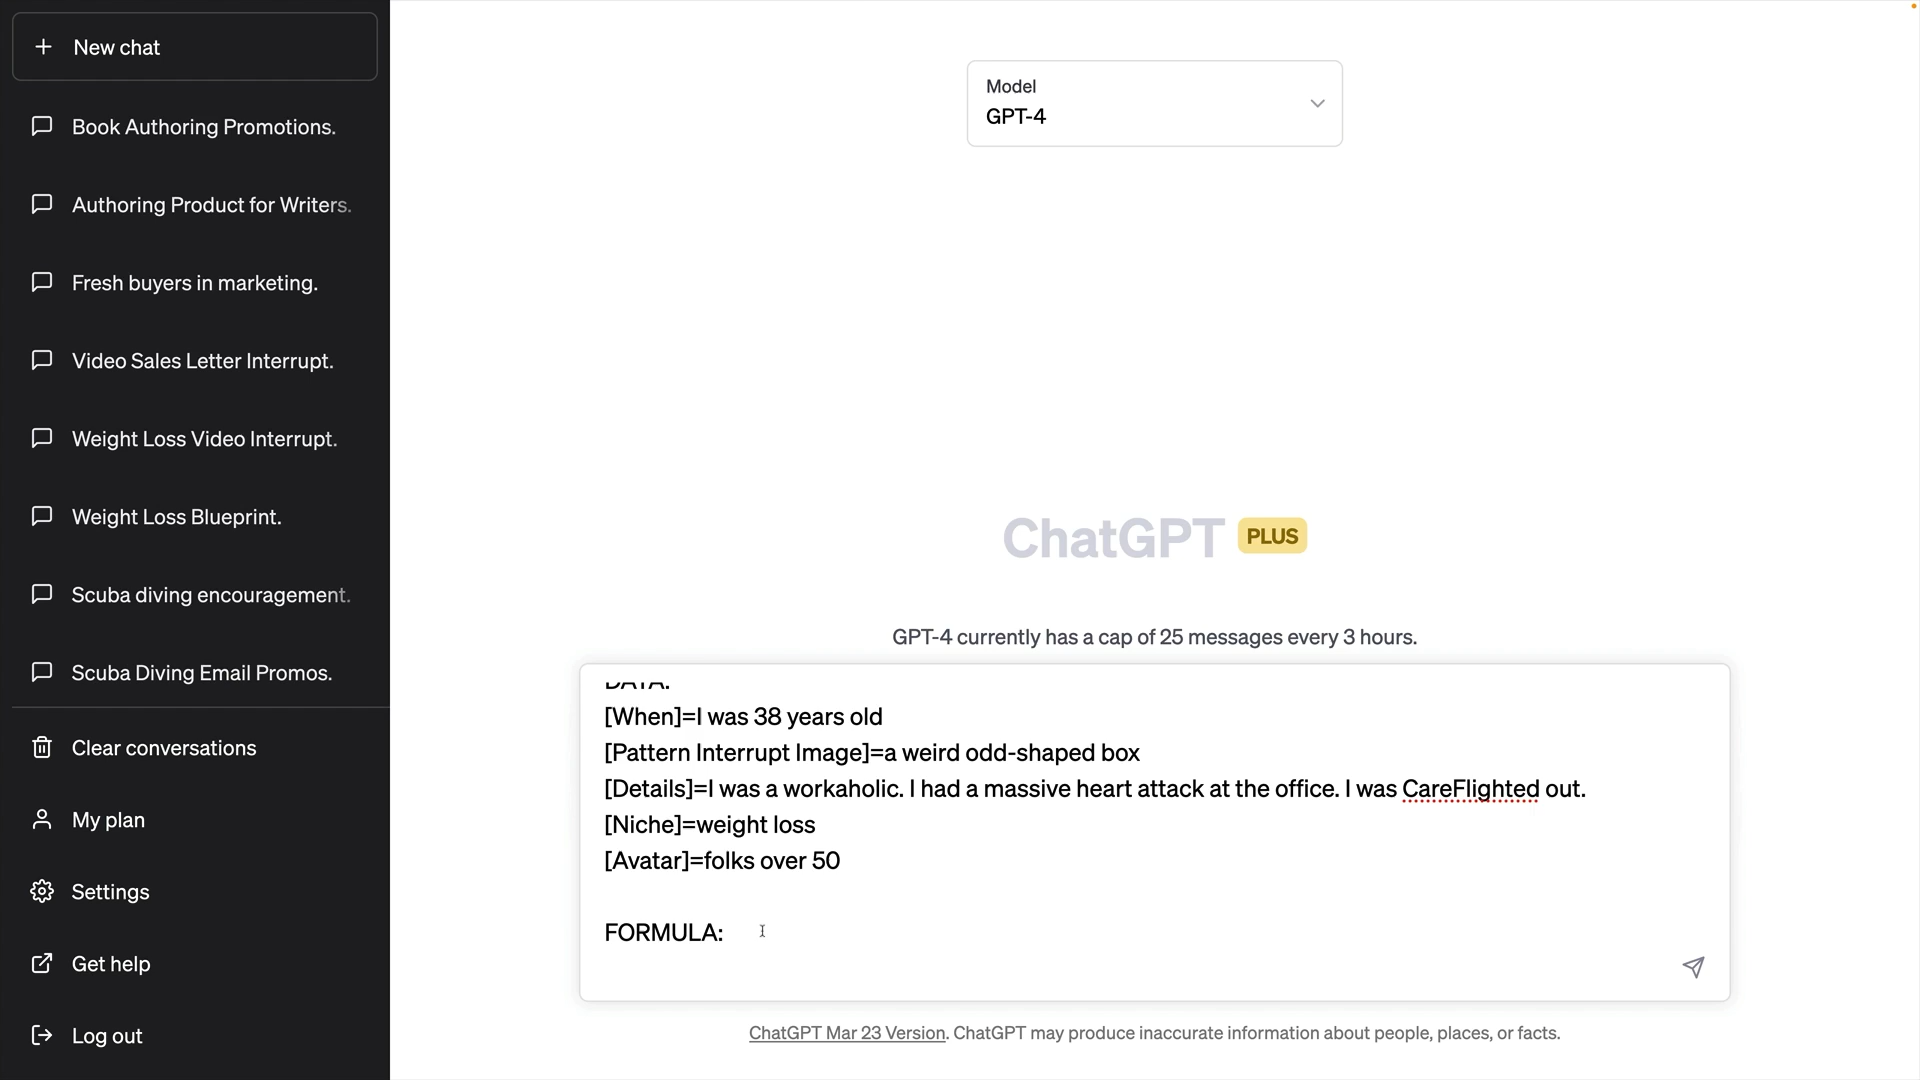 New chat
Book Authoring Promotions.
Authoring Product for Writers.
Fresh buyers in marketing.
Video Sales Letter Interrupt.
Weight Loss Video Interrupt.
Weight Loss Blueprint.
Scuba diving encouragement.
Scuba Diving Email Promos.
Clear conversations
My plan
Settings
Get help
Log out
Model
GPT-4
ChatGPT PLUS
GPT-4 currently has a cap of 25 messages every 3 hours.
DATA:
[When]=I was 38 years old
[Pattern Interrupt Image]=a weird odd-shaped box
[Details]=I was a workaholic. I had a massive heart attack at the office. I was CareFlighted out.
[Niche]=weight loss
[Avatar]=folks over 50
FORMULA:
ChatGPT Mar 23 Version. ChatGPT may produce inaccurate information about people, places, or facts.